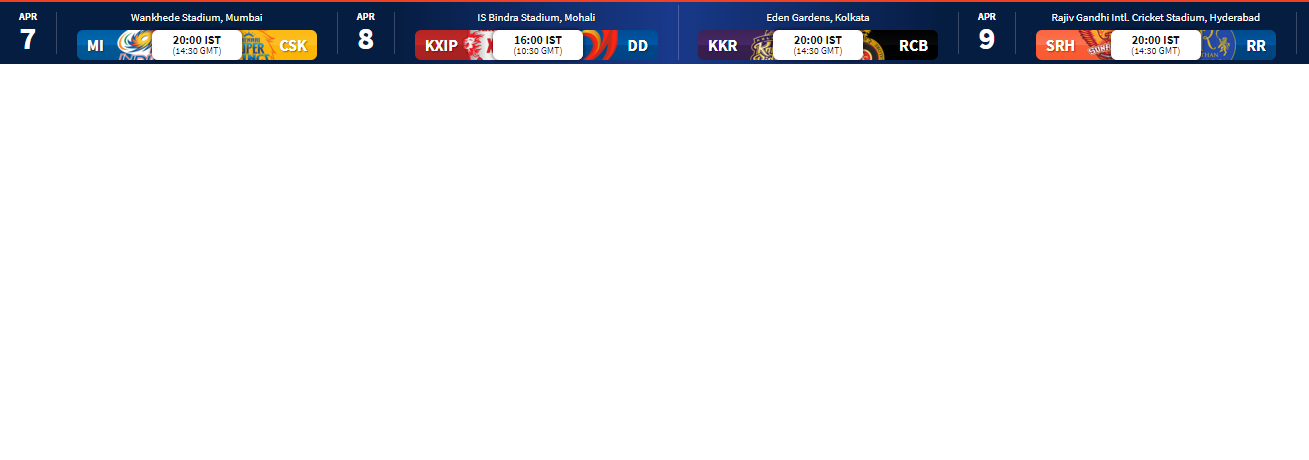 APR
7
Wankhede Stadium, Mumbai
MI
20:00 IST
(14:30 GMT)
CSK
APR
8
IS Bindra Stadium, Mohali
KXIP
16:00 IST
(10:30 GMT)
DD
Eden Gardens, Kolkata
KKR
20:00 IST
(14:30 GMT)
RCB
APR
9
Rajiv Gandhi Intl. Cricket Stadium, Hyderabad
SRH
20:00 IST
(14:30 GMT)
RR